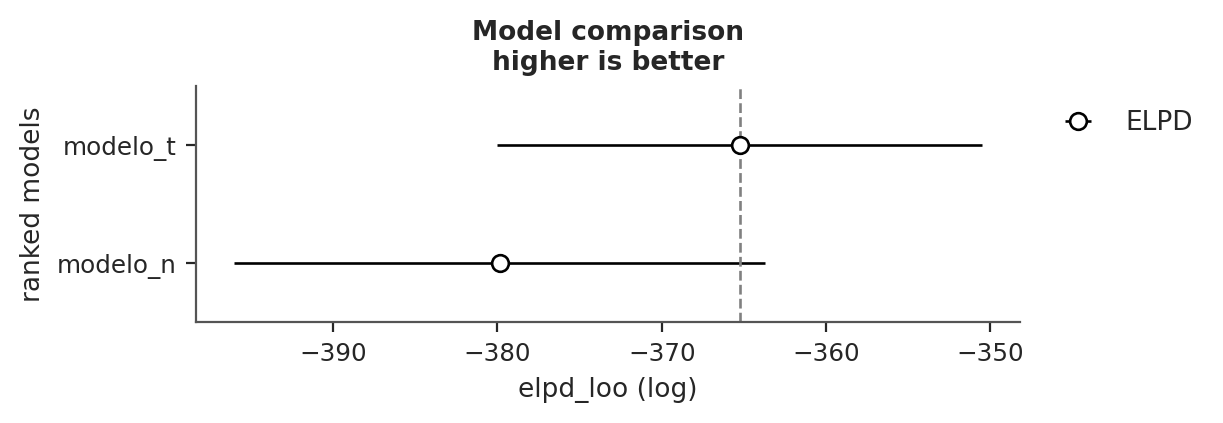 Model comparison
higher is better
ELPD
ranked models
modelo_t
modelo_n
−390
−380
−370
−360
−350
elpd_loo (log)